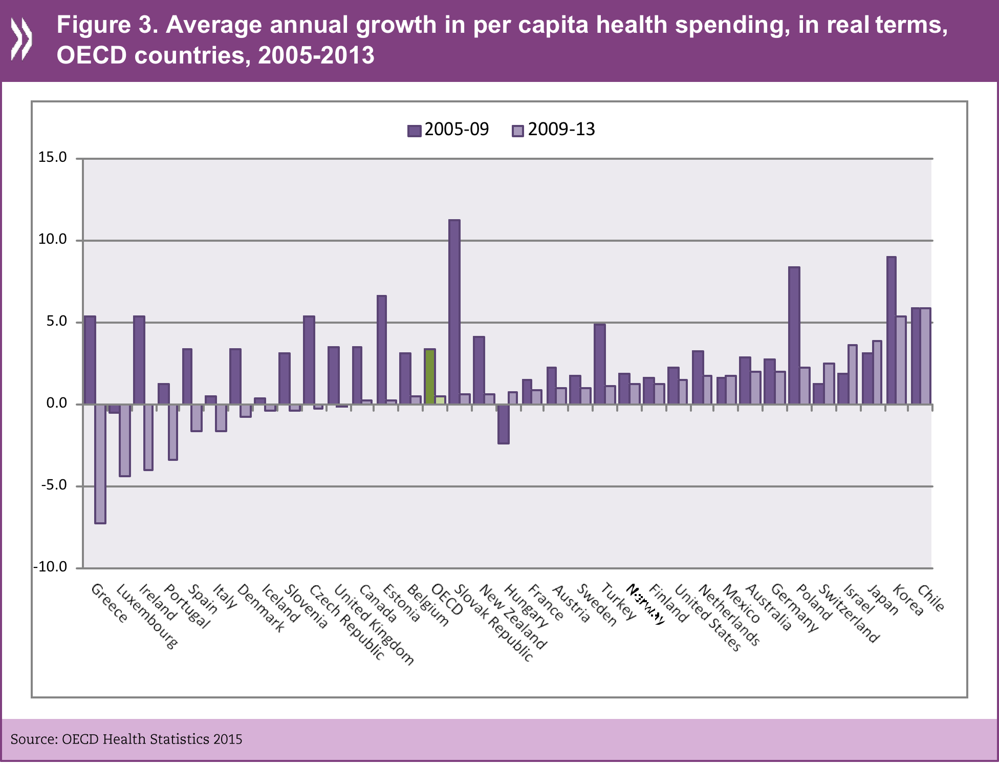 Figure 3. Average annual growth in per capita health spending, in real terms,
OECD countries, 2005-2013
2005-09
2009-13
15.0
10.0
5.0
0.0
-5.0
-10.0
Greece
Luxembourg
Ireland
Portugal
Spain
Italy
Denmark
Iceland
Slovenia
Czech Republic
United Kingdom
Canada
Estonia
Belgium
OECD
Slovak Republic
New Zealand
Hungary
France
Austria
Sweden
Turkey
Norway
Finland
United States
Netherlands
Mexico
Australia
Germany
Poland
Switzerland
Israel
Japan
Korea
Chile
Source: OECD Health Statistics 2015